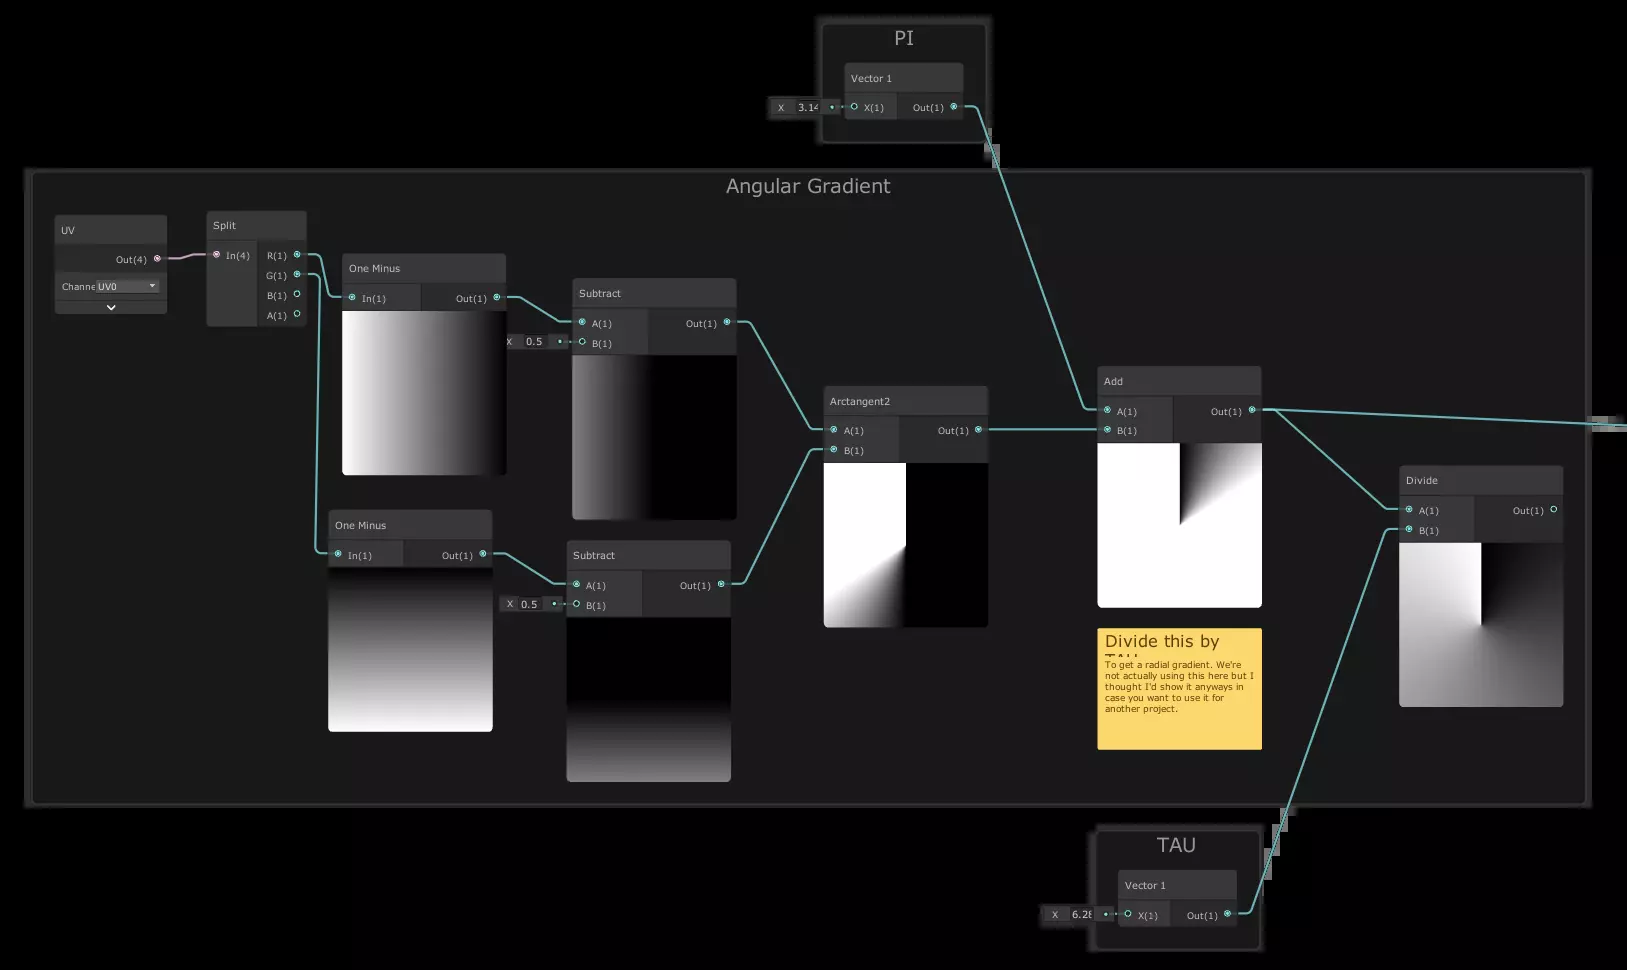 PI
Vector 1
X 3.14
X(1) Out(1)
Angular Gradient
UV
Out(4)
Channe UV0
Split
In(4)
R(1)
G(1)
B(1)
A(1)
One Minus
In(1) Out(1)
Subtract
A(1) Out(1)
X 0.5
B(1)
One Minus
In(1) Out(1)
Subtract
A(1) Out(1)
X 0.5
B(1)
Arctangent2
A(1) Out(1)
B(1)
Add
A(1) Out(1)
B(1)
Divide this by
TAU
To get a radial gradient. We're
not actually using this here but I
thought I'd show it anyways in
case you want to use it for
another project.
Divide
A(1) Out(1)
B(1)
TAU
Vector 1
X 6.28
X(1) Out(1)